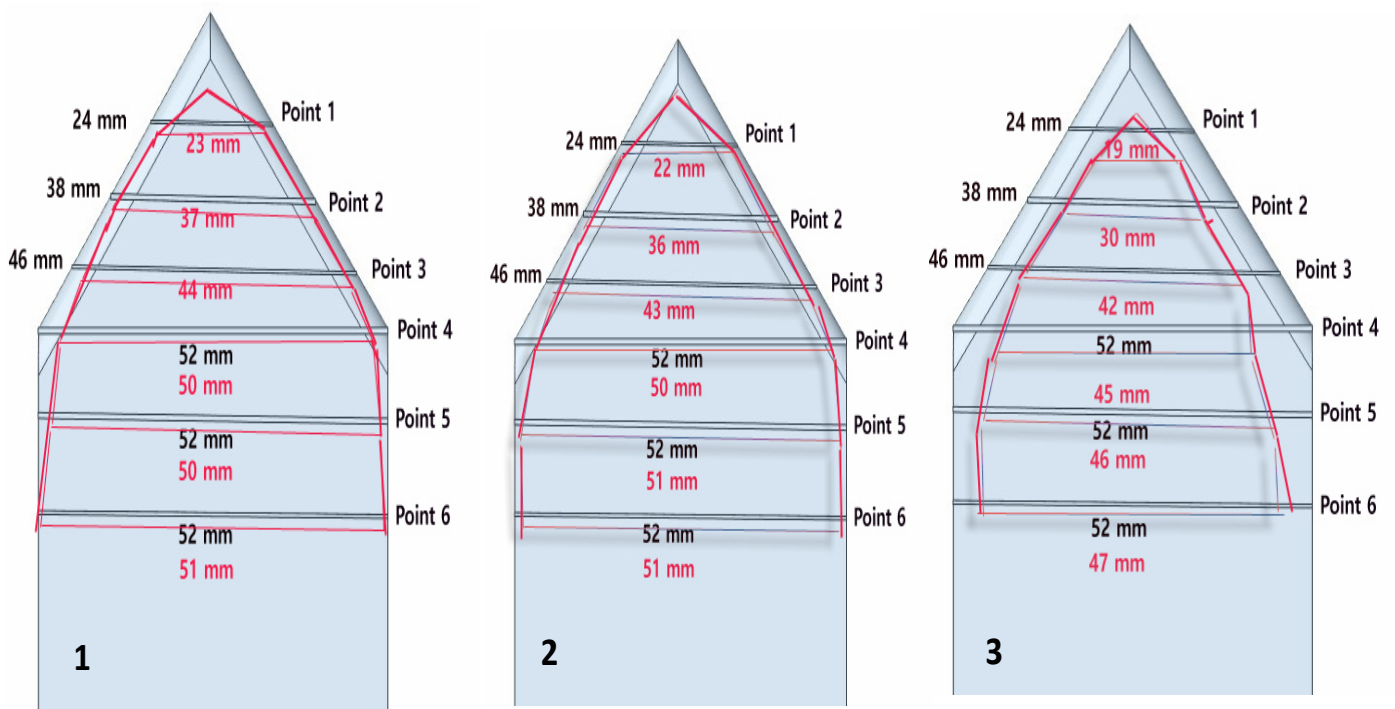 24 mm
Point 1
23 mm
38 mm
Point 2
37 mm
46 mm
Point 3
44 mm
Point 4
52 mm
50 mm
Point 5
52 mm
50 mm
Point 6
52 mm
51 mm
1
24 mm
Point 1
22 mm
38 mm
Point 2
36 mm
46 mm
Point 3
43 mm
Point 4
52 mm
50 mm
Point 5
52 mm
51 mm
Point 6
52 mm
51 mm
2
24 mm
Point 1
19 mm
38 mm
Point 2
30 mm
46 mm
Point 3
42 mm
Point 4
52 mm
45 mm
Point 5
52 mm
46 mm
Point 6
52 mm
47 mm
3